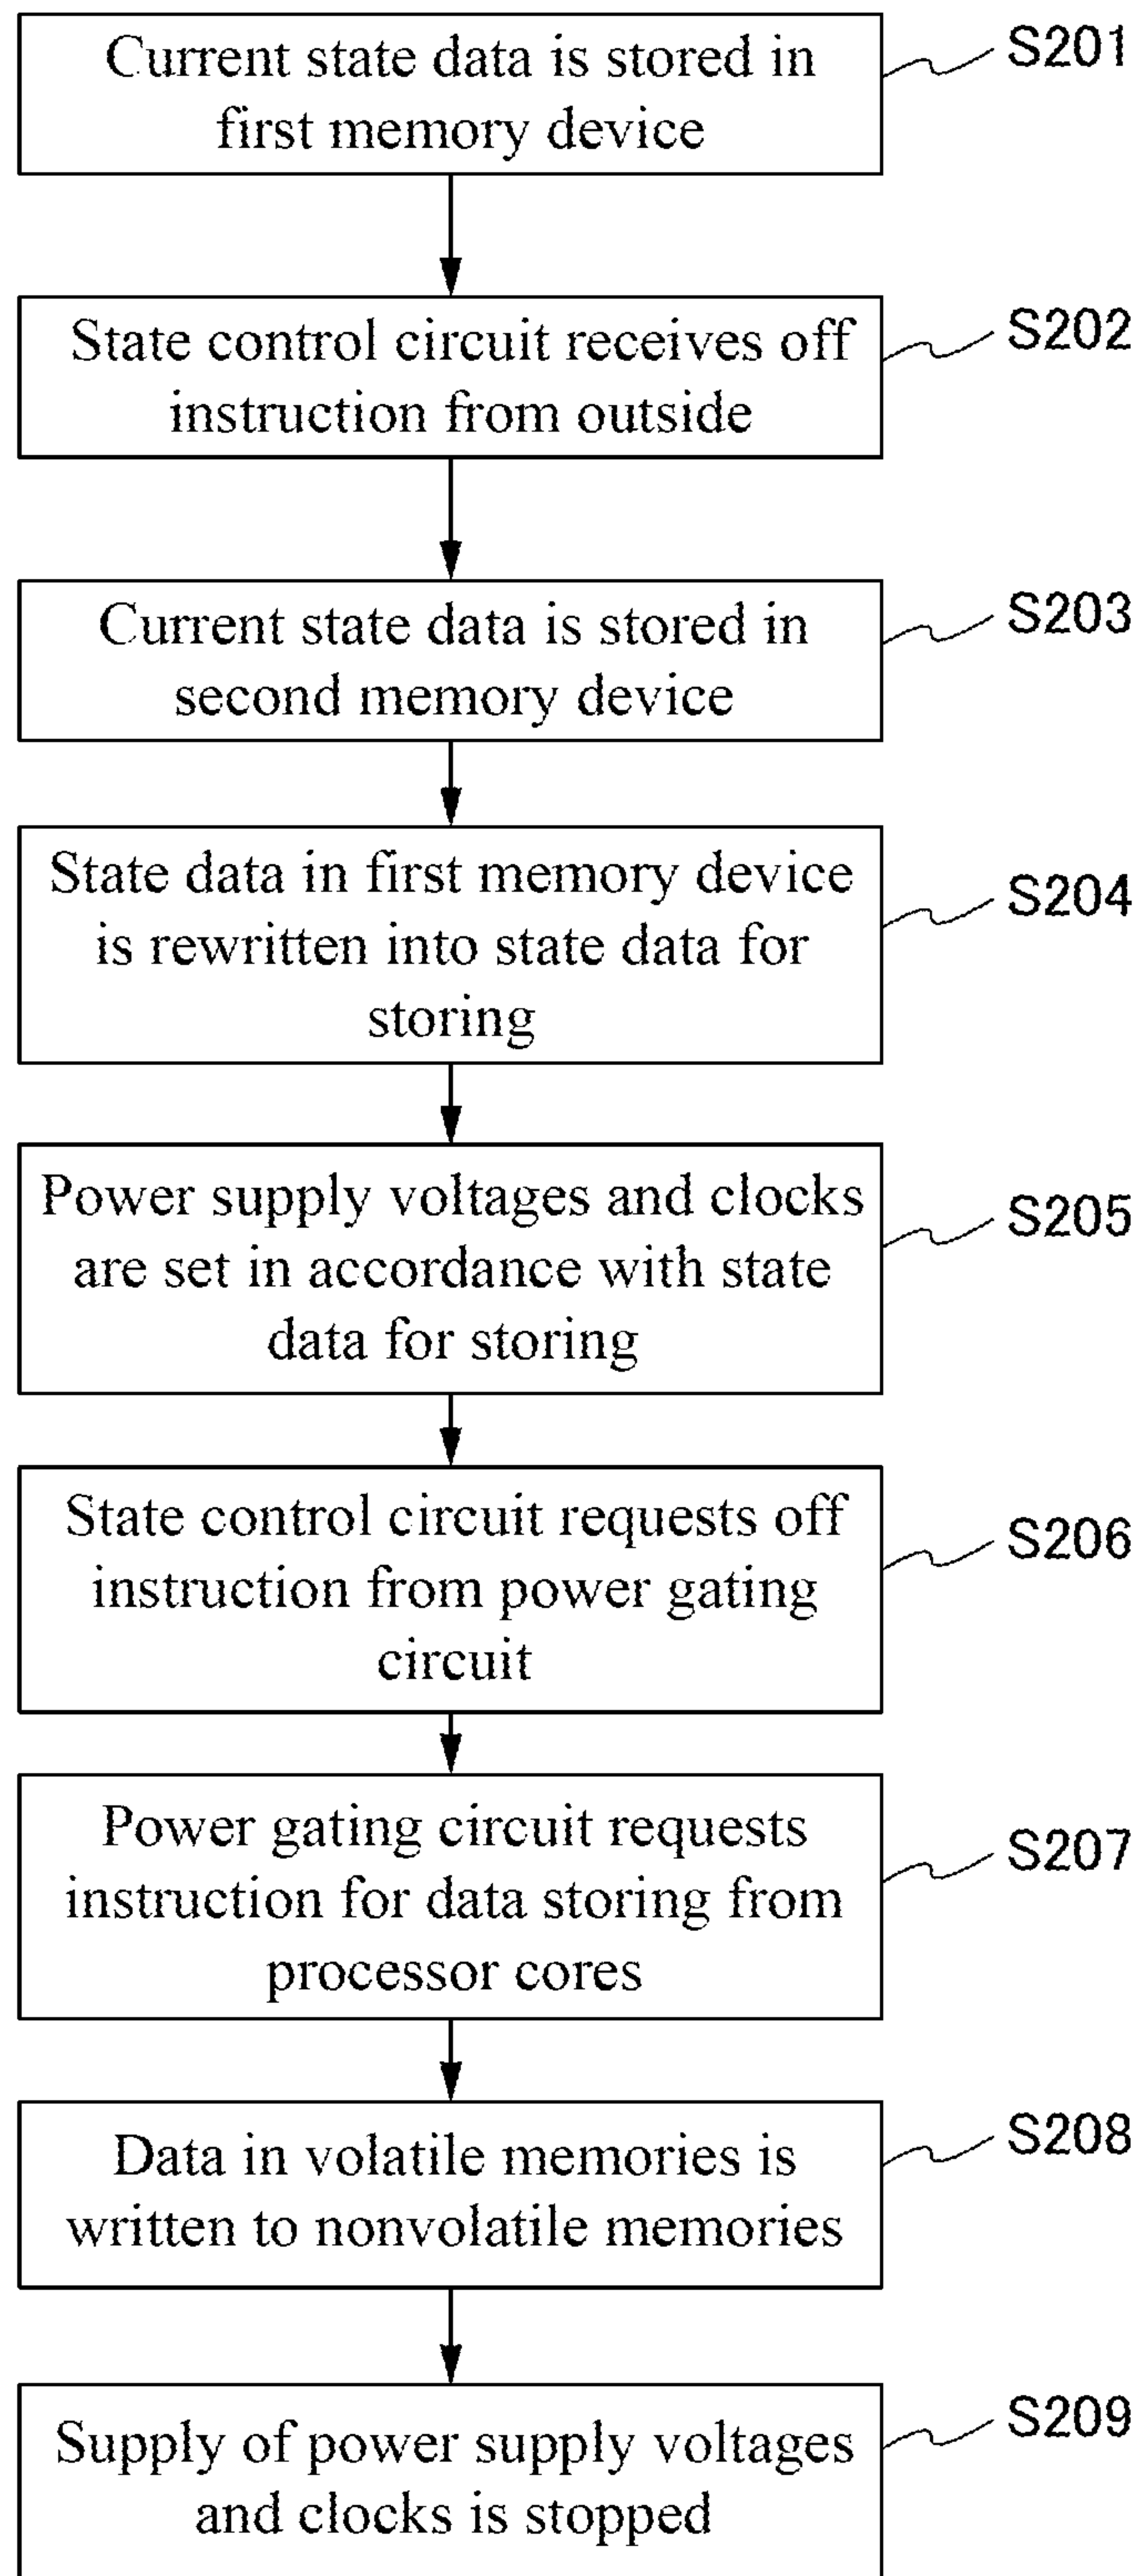 Current state data is stored in
first memory device
S201
State control circuit receives off
instruction from outside
S202
Current state data is stored in
second memory device
S203
State data in first memory device
is rewritten into state data for
storing
S204
Power supply voltages and clocks
are set in accordance with state
data for storing
S205
State control circuit requests off
instruction from power gating
circuit
S206
Power gating circuit requests
instruction for data storing from
processor cores
S207
Data in volatile memories is
written to nonvolatile memories
S208
Supply of power supply voltages
and clocks is stopped
S209